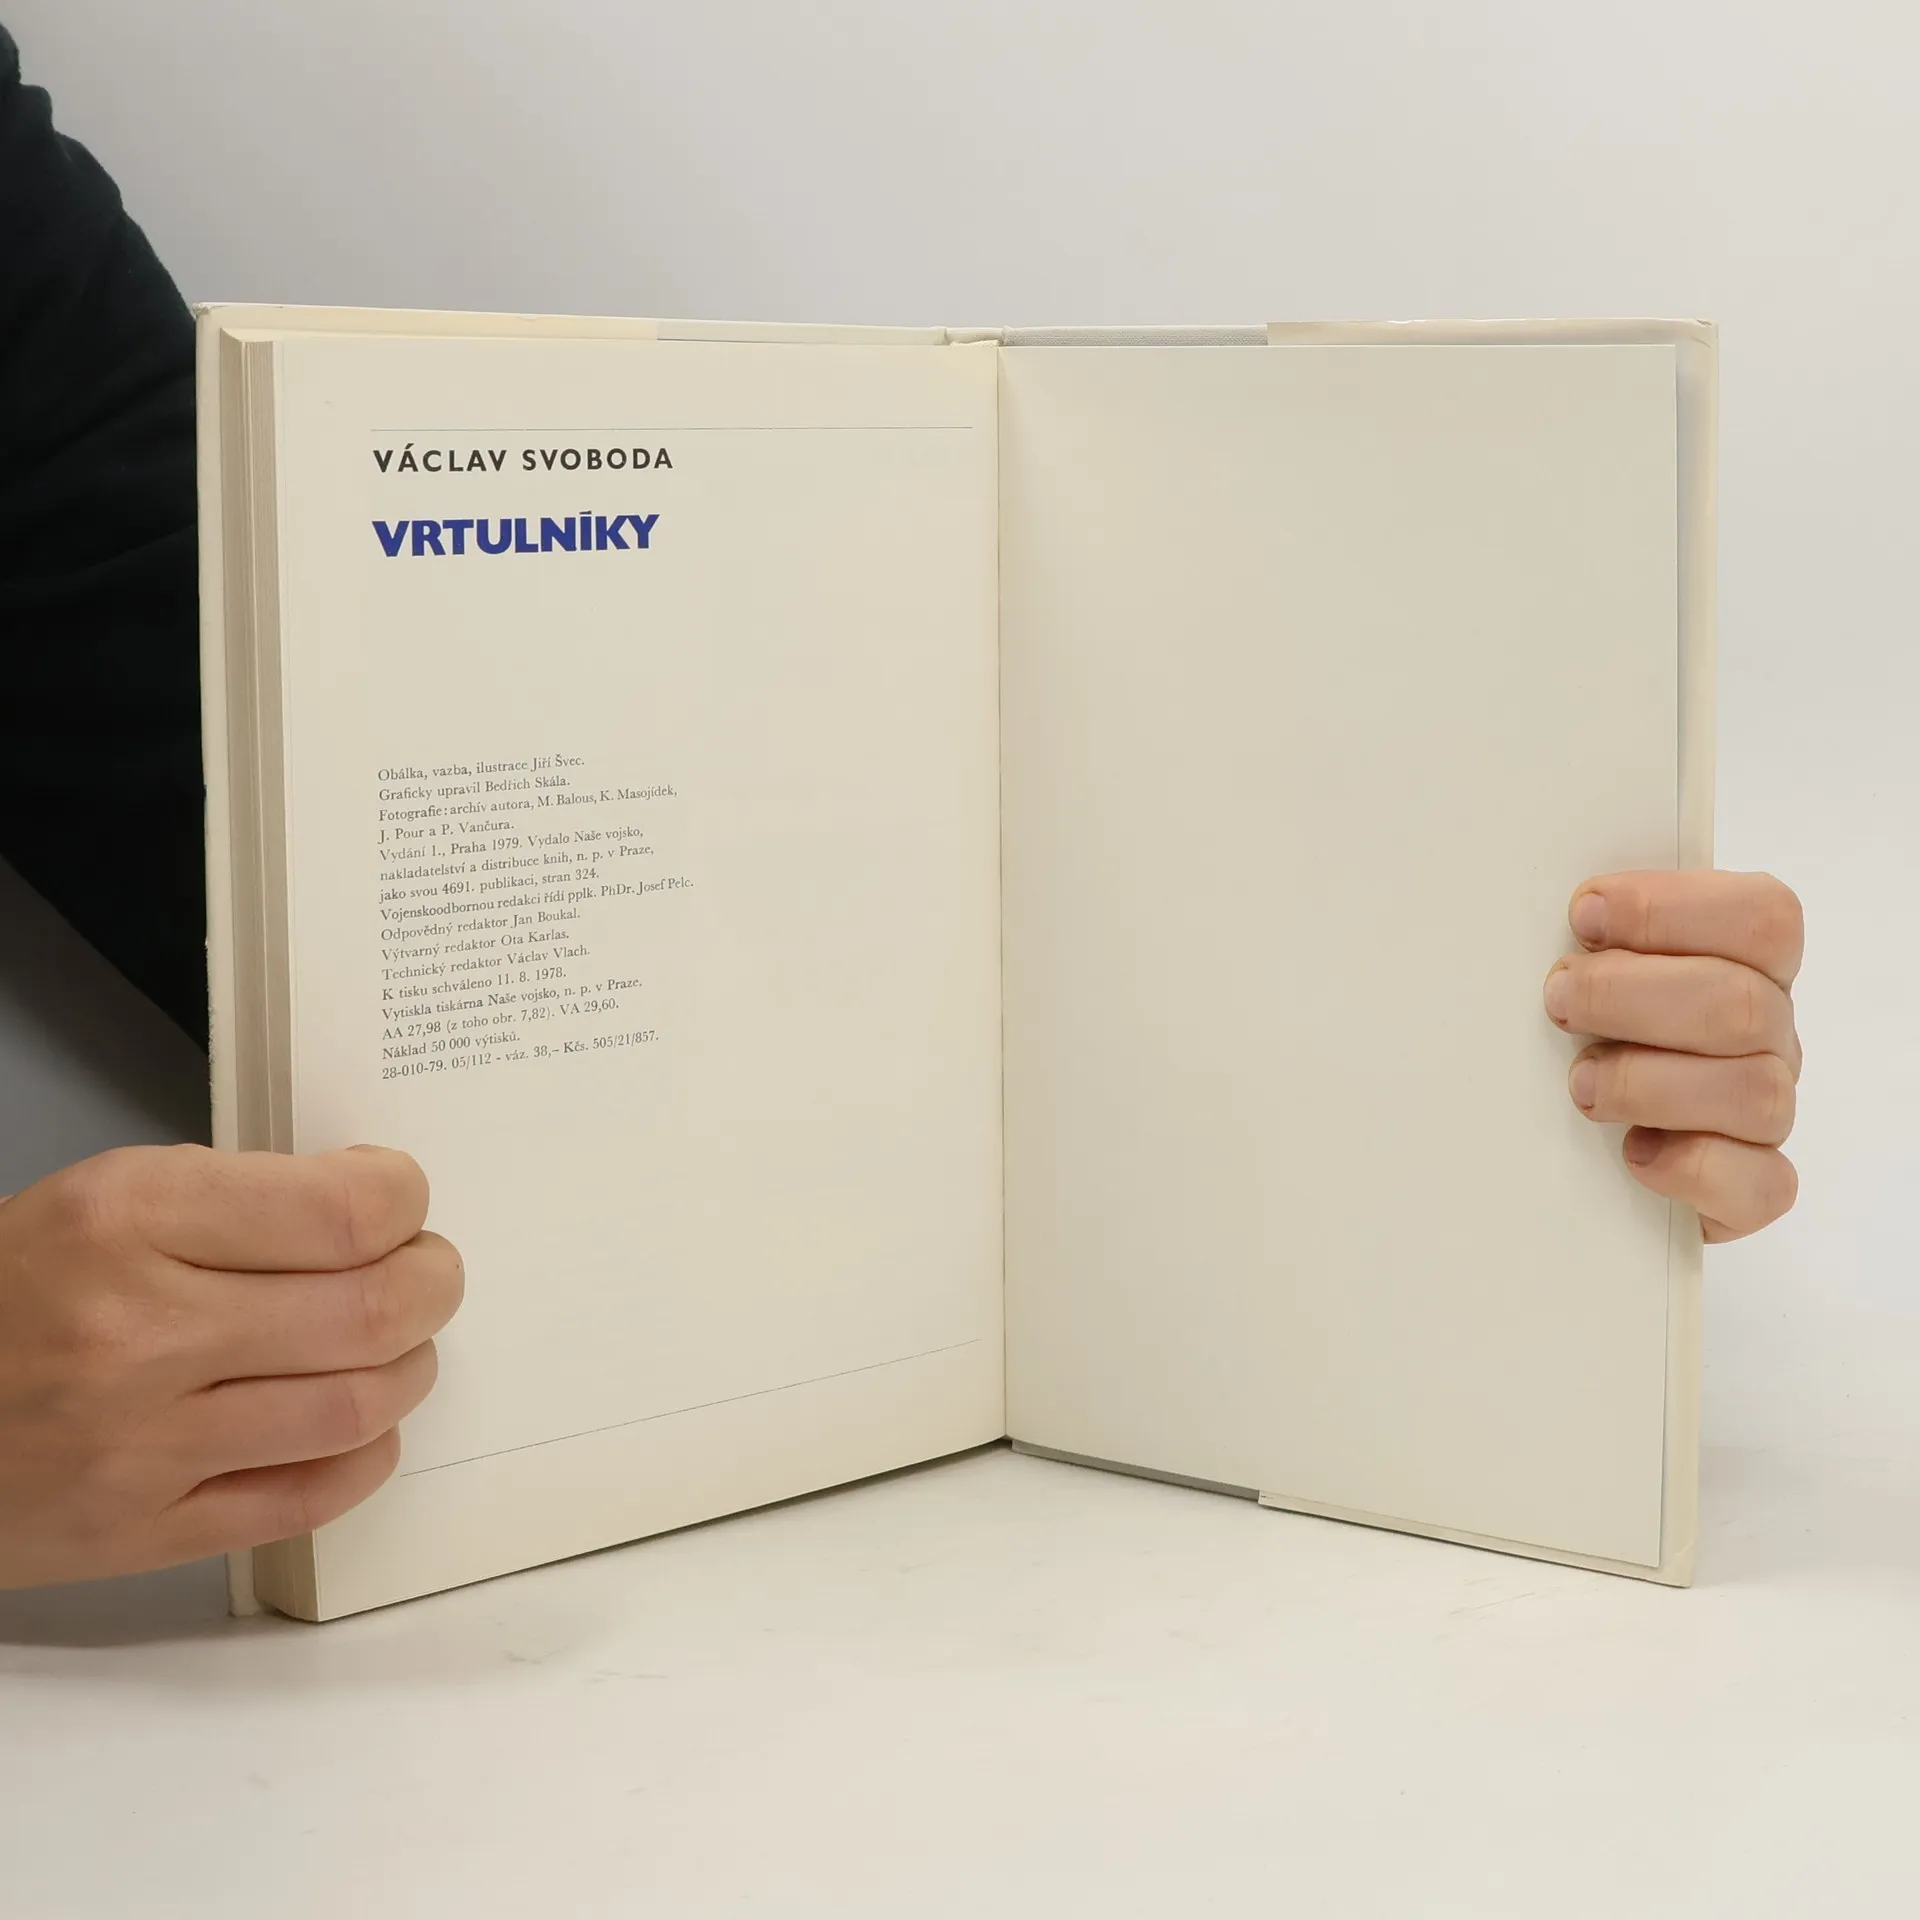 VÁCLAV SVOBODA
VRTULNÍKY
Obálka, vazba, ilustrace Jiří Švec.
Graficky upravil Bedřich Skála.
Fotografie: archív autora, M. Balous, K. Masojídek,
J. Pour a P. Vančura.
Vydání 1., Praha 1979. Vydalo Naše vojsko,
nakladatelství a distribuce knih, n. p. v Praze,
jako svou 4691. publikaci, stran 324.
Vojenskoodbornou redakci řídí pplk. PhDr. Josef Pelc.
Odpovědný redaktor Jan Boukal.
Výtvarný redaktor Ota Karlas.
Technický redaktor Václav Vlach.
K tisku schváleno 11. 8. 1978.
Vytiskla tiskárna Naše vojsko, n. p. v Praze.
AA 27,98 (z toho obr. 7,82). VA 29,60.
Náklad 50 000 výtisků.
28-010-79. 05/112 - váz. 38,– Kčs. 505/21/857.